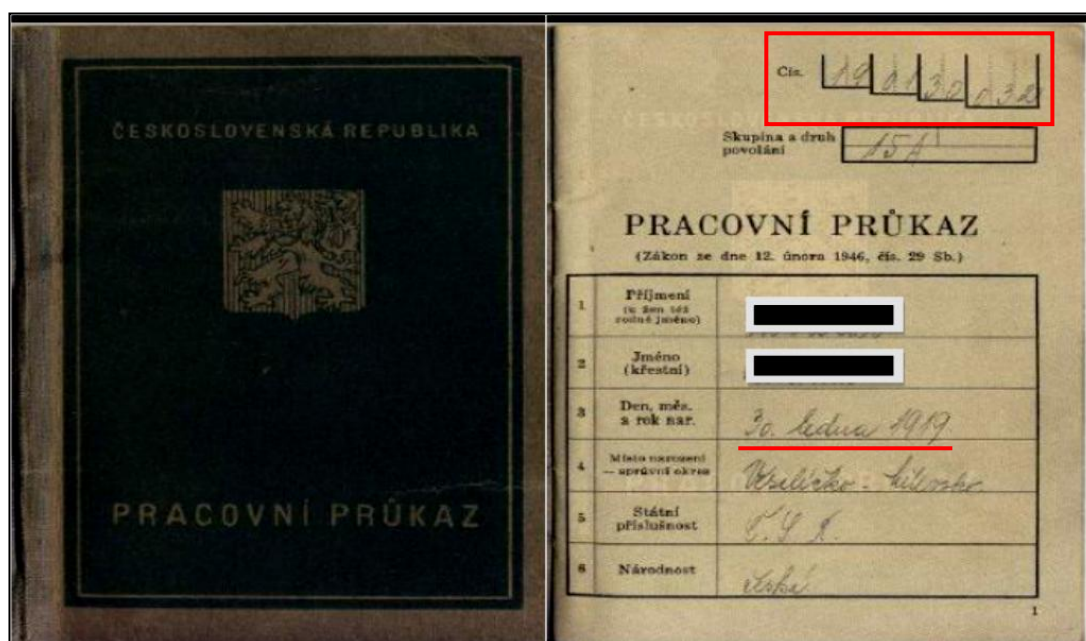 ČESKOSLOVENSKÁ REPUBLIKA
PRACOVNÍ PRŮKAZ
Čís. 19 01 30 032
Skupina a druh
povolání
PRACOVNÍ PRŮKAZ
(Zákon ze dne 12. února 1946, čís. 29 Sb.)
1 Příjmení
(u žen též
rodné jméno)
2 Jméno
(křestní)
3 Den, měs.
a rok nar. 30. ledna 1919.
4 Místo narození
— správní okres
5 Státní
příslušnost
6 Národnost
1